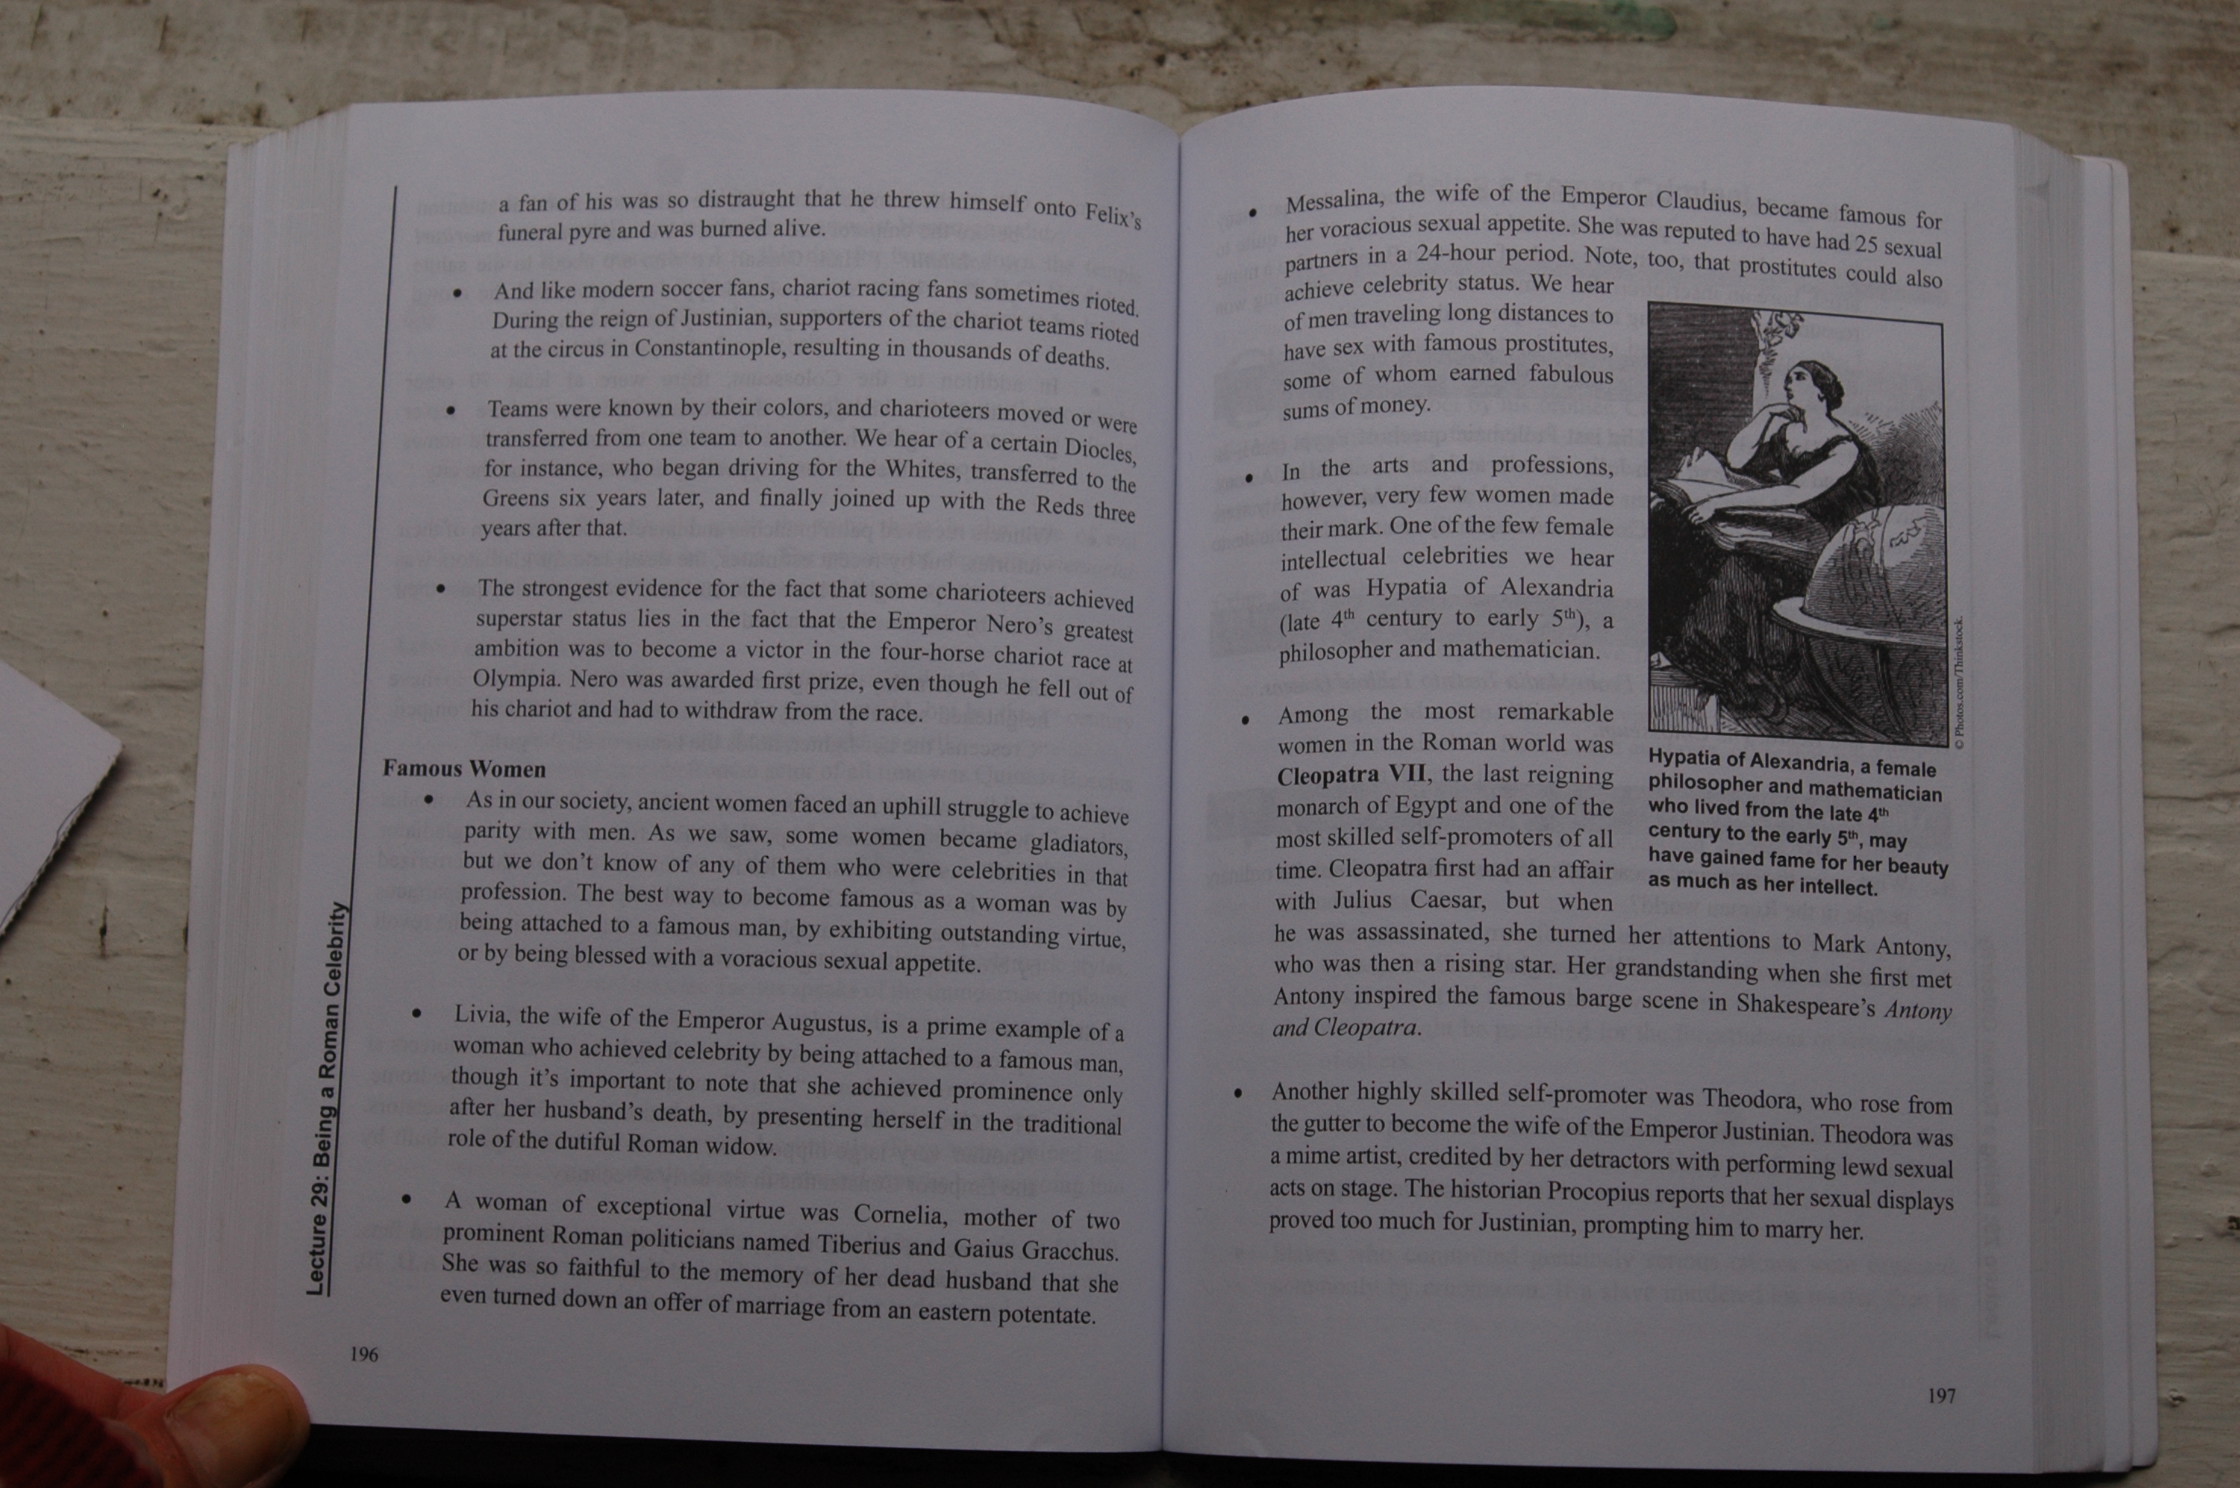 a fan of his was so distraught that he threw himself onto Felix's
funeral pyre and was burned alive.
• And like modern soccer fans, chariot racing fans sometimes rioted.
During the reign of Justinian, supporters of the chariot teams rioted
at the circus in Constantinople, resulting in thousands of deaths.
• Teams were known by their colors, and charioteers moved or were
transferred from one team to another. We hear of a certain Diocles,
for instance, who began driving for the Whites, transferred to the
Greens six years later, and finally joined up with the Reds three
years after that.
• The strongest evidence for the fact that some charioteers achieved
superstar status lies in the fact that the Emperor Nero's greatest
ambition was to become a victor in the four-horse chariot race at
Olympia. Nero was awarded first prize, even though he fell out of
his chariot and had to withdraw from the race.
Famous Women
• As in our society, ancient women faced an uphill struggle to achieve
parity with men. As we saw, some women became gladiators,
but we don't know of any of them who were celebrities in that
profession. The best way to become famous as a woman was by
being attached to a famous man, by exhibiting outstanding virtue,
or by being blessed with a voracious sexual appetite.
• Livia, the wife of the Emperor Augustus, is a prime example of a
woman who achieved celebrity by being attached to a famous man,
though it's important to note that she achieved prominence only
after her husband's death, by presenting herself in the traditional
role of the dutiful Roman widow.
• A woman of exceptional virtue was Cornelia, mother of two
prominent Roman politicians named Tiberius and Gaius Gracchus.
She was so faithful to the memory of her dead husband that she
even turned down an offer of marriage from an eastern potentate.
Lecture 29: Being a Roman Celebrity
196
• Messalina, the wife of the Emperor Claudius, became famous for
her voracious sexual appetite. She was reputed to have had 25 sexual
partners in a 24-hour period. Note, too, that prostitutes could also
achieve celebrity status. We hear
of men traveling long distances to
have sex with famous prostitutes,
some of whom earned fabulous
sums of money.
• In the arts and professions,
however, very few women made
their mark. One of the few female
intellectual celebrities we hear
of was Hypatia of Alexandria
(late 4th century to early 5th), a
philosopher and mathematician.
• Among the most remarkable
women in the Roman world was
Cleopatra VII, the last reigning
monarch of Egypt and one of the
most skilled self-promoters of all
time. Cleopatra first had an affair
with Julius Caesar, but when
he was assassinated, she turned her attentions to Mark Antony,
who was then a rising star. Her grandstanding when she first met
Antony inspired the famous barge scene in Shakespeare's Antony
and Cleopatra.
© Photos.com/Thinkstock.
Hypatia of Alexandria, a female
philosopher and mathematician
who lived from the late 4th
century to the early 5th, may
have gained fame for her beauty
as much as her intellect.
• Another highly skilled self-promoter was Theodora, who rose from
the gutter to become the wife of the Emperor Justinian. Theodora was
a mime artist, credited by her detractors with performing lewd sexual
acts on stage. The historian Procopius reports that her sexual displays
proved too much for Justinian, prompting him to marry her.
197